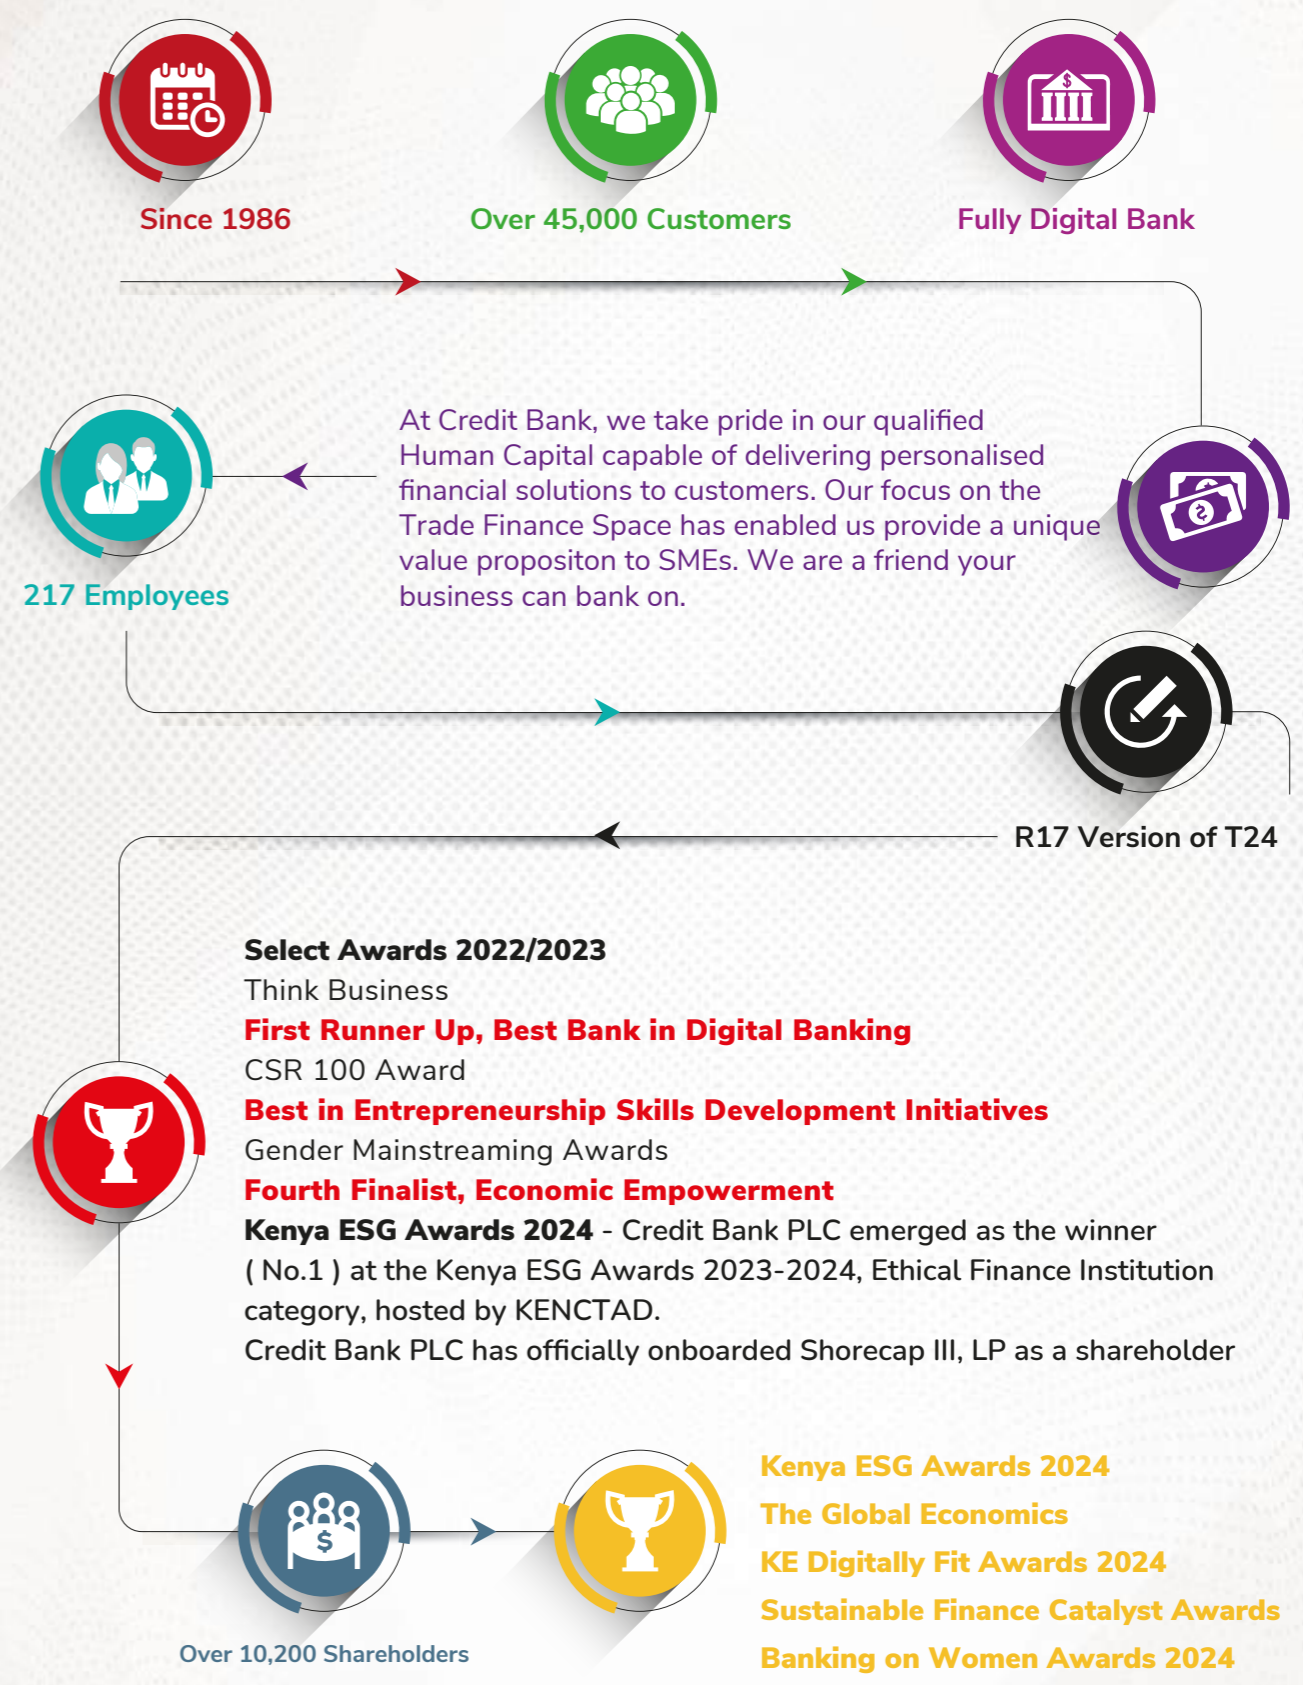 Since 1986
Over 45,000 Customers
Fully Digital Bank
At Credit Bank, we take pride in our qualified
Human Capital capable of delivering personalised
financial solutions to customers. Our focus on the
Trade Finance Space has enabled us provide a unique
value propositon to SMEs. We are a friend your
business can bank on.
217 Employees
R17 Version of T24
Select Awards 2022/2023
Think Business
First Runner Up, Best Bank in Digital Banking
CSR 100 Award
Best in Entrepreneurship Skills Development Initiatives
Gender Mainstreaming Awards
Fourth Finalist, Economic Empowerment
Kenya ESG Awards 2024 - Credit Bank PLC emerged as the winner
( No.1 ) at the Kenya ESG Awards 2023-2024, Ethical Finance Institution
category, hosted by KENCTAD.
Credit Bank PLC has officially onboarded Shorecap III, LP as a shareholder
Over 10,200 Shareholders
Kenya ESG Awards 2024
The Global Economics
KE Digitally Fit Awards 2024
Sustainable Finance Catalyst Awards
Banking on Women Awards 2024